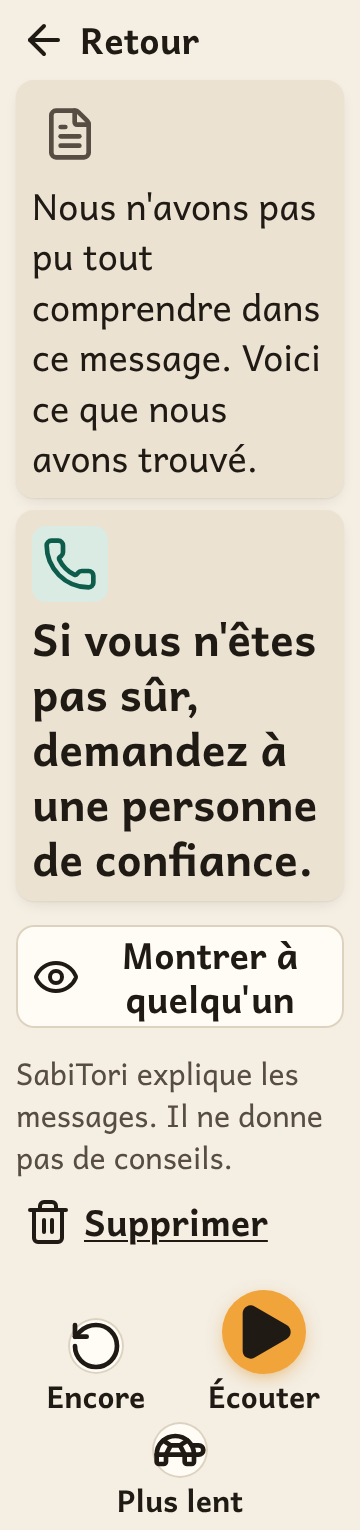 Retour
Nous n'avons pas
pu tout
comprendre dans
ce message. Voici
ce que nous
avons trouvé.
Si vous n'êtes
pas sûr,
demandez à
une personne
de confiance.
Montrer à
quelqu'un
SabiTori explique les
messages. Il ne donne
pas de conseils.
Supprimer
Encore
Écouter
Plus lent